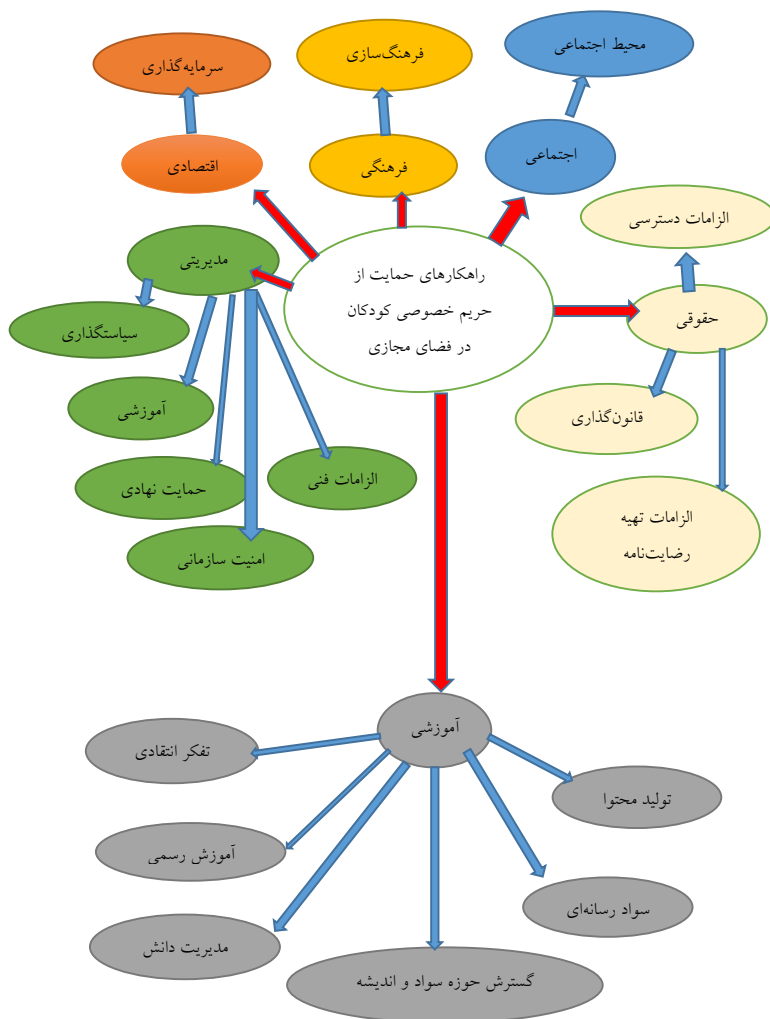 محیط اجتماعی
فرهنگ‌سازی
سرمایه‌گذاری
اجتماعی
فرهنگی
اقتصادی
الزامات دسترسی
مدیریتی
راهکارهای حمایت از
حریم خصوصی کودکان
در فضای مجازی
حقوقی
سیاستگذاری
آموزشی
قانون‌گذاری
الزامات فنی
حمایت نهادی
الزامات تهیه
رضایت‌نامه
امنیت سازمانی
آموزشی
تفکر انتقادی
تولید محتوا
آموزش رسمی
سواد رسانه‌ای
مدیریت دانش
گسترش حوزه سواد و اندیشه